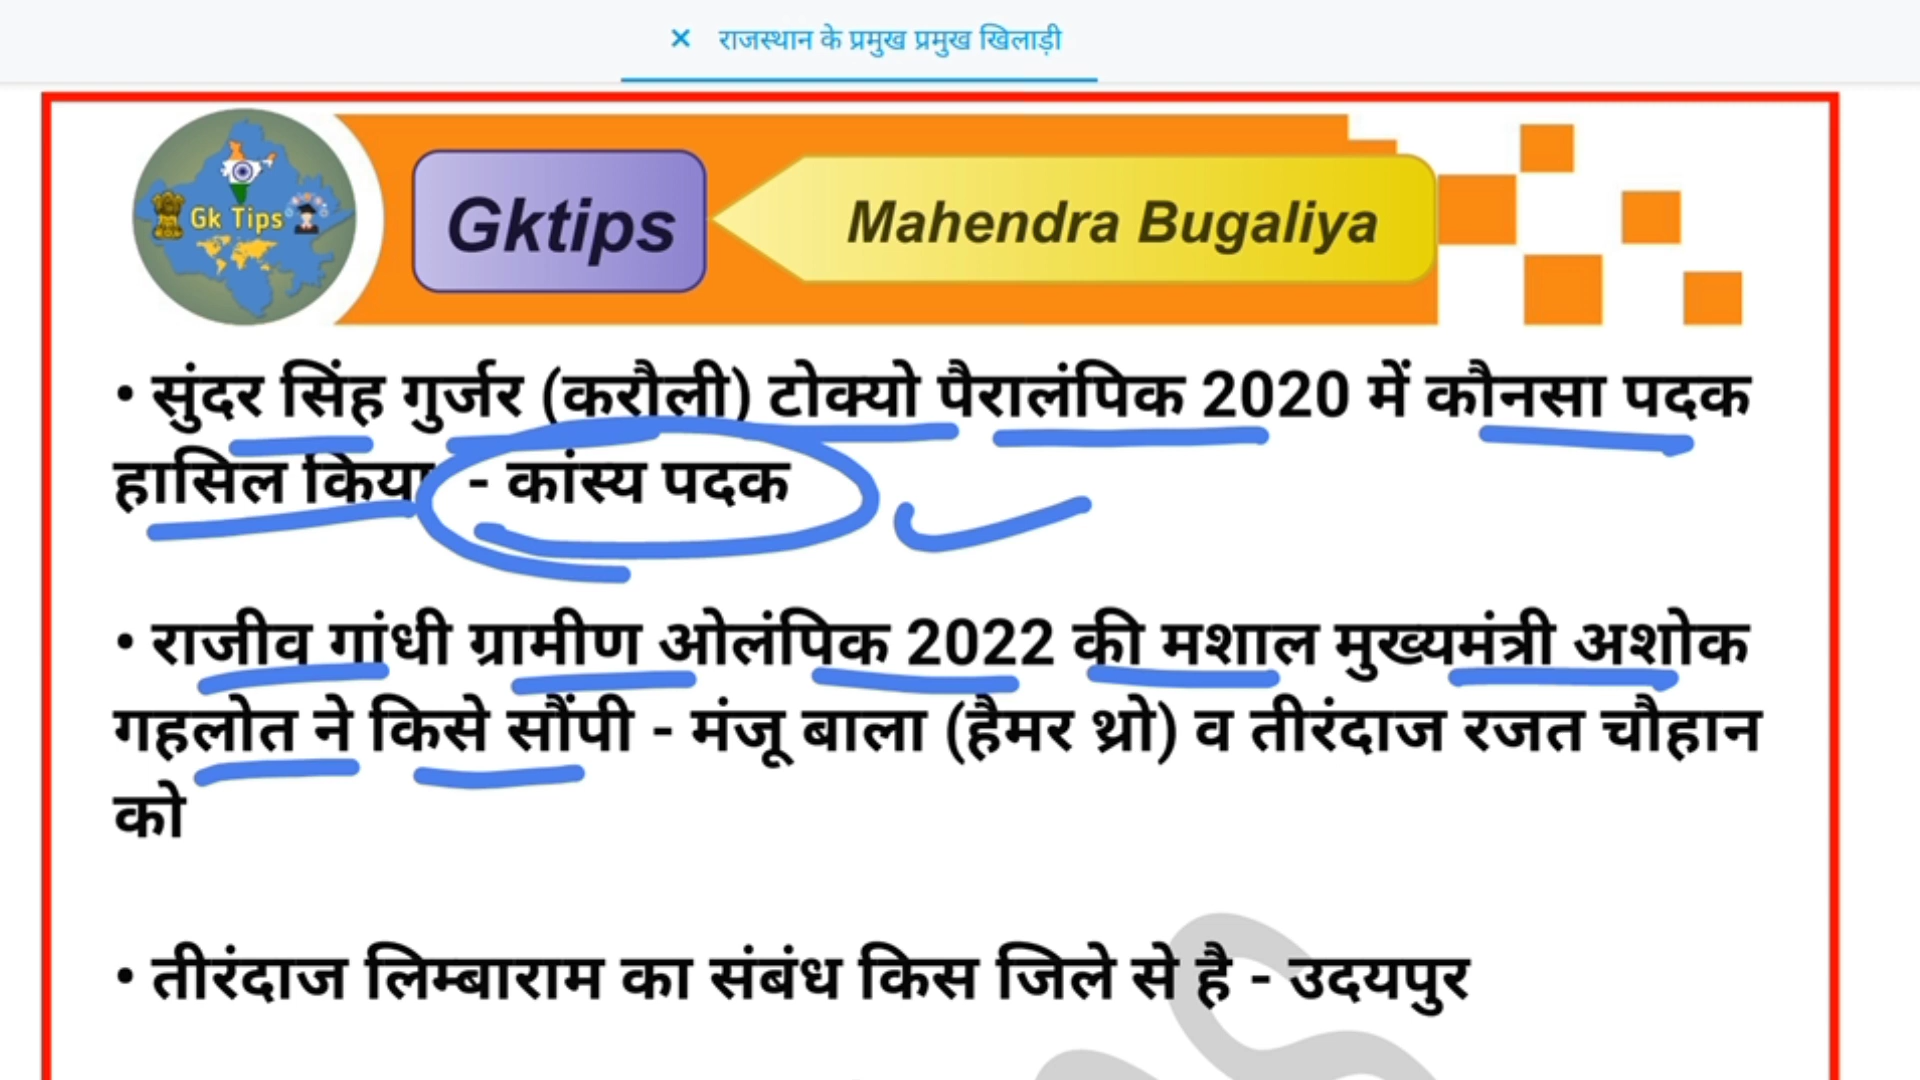 × राजस्थान के प्रमुख प्रमुख खिलाड़ी
Gk Tips
Gktips
Mahendra Bugaliya
• सुंदर सिंह गुर्जर (करौली) टोक्यो पैरालंपिक 2020 में कौनसा पदक
हासिल किया - कांस्य पदक
• राजीव गांधी ग्रामीण ओलंपिक 2022 की मशाल मुख्यमंत्री अशोक
गहलोत ने किसे सौंपी - मंजू बाला (हैमर थ्रो) व तीरंदाज रजत चौहान
को
• तीरंदाज लिम्बाराम का संबंध किस जिले से है - उदयपुर